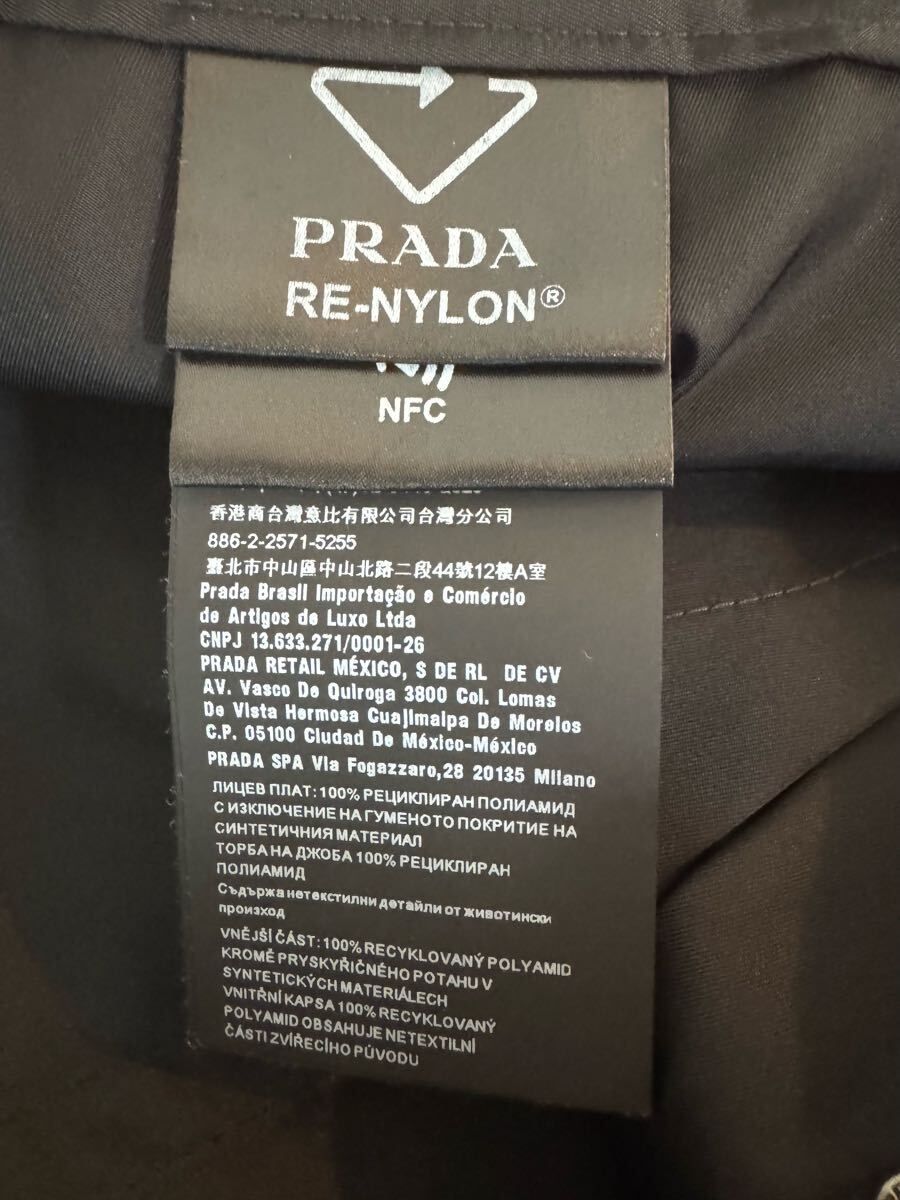 PRADA
RE-NYLON®
NFC
香港商台灣意比有限公司台灣分公司
886-2-2571-5255
臺北市中山區中山北路二段44號12樓A室
Prada Brasil Importação e Comércio
de Artigos de Luxo Ltda
CNPJ 13.633.271/0001-26
PRADA RETAIL MÉXICO, S DE RL DE CV
AV. Vasco De Quiroga 3800 Col. Lomas
De Vista Hermosa Cuajimalpa De Morelos
C.P. 05100 Ciudad De México-México
PRADA SPA Via Fogazzaro,28 20135 Milano
ЛИЦЕВ ПЛАТ: 100% РЕЦИКЛИРАН ПОЛИАМИД
С ИЗКЛЮЧЕНИЕ НА ГУМЕНОТО ПОКРИТИЕ НА
СИНТЕТИЧНИЯ МАТЕРИАЛ
ТОРБА НА ДЖОБА 100% РЕЦИКЛИРАН
ПОЛИАМИД
Съдържа нетекстилни детайли от животински
произход
VNĚJŠÍ ČÁST: 100% RECYKLOVANÝ POLYAMID
KROMĚ PRYSKYŘIČNÉHO POTAHU V
SYNTETICKÝCH MATERIÁLECH
VNITŘNÍ KAPSA 100% RECYKLOVANÝ
POLYAMID OBSAHUJE NETEXTILNÍ
ČÁSTI ZVÍŘECÍHO PŮVODU